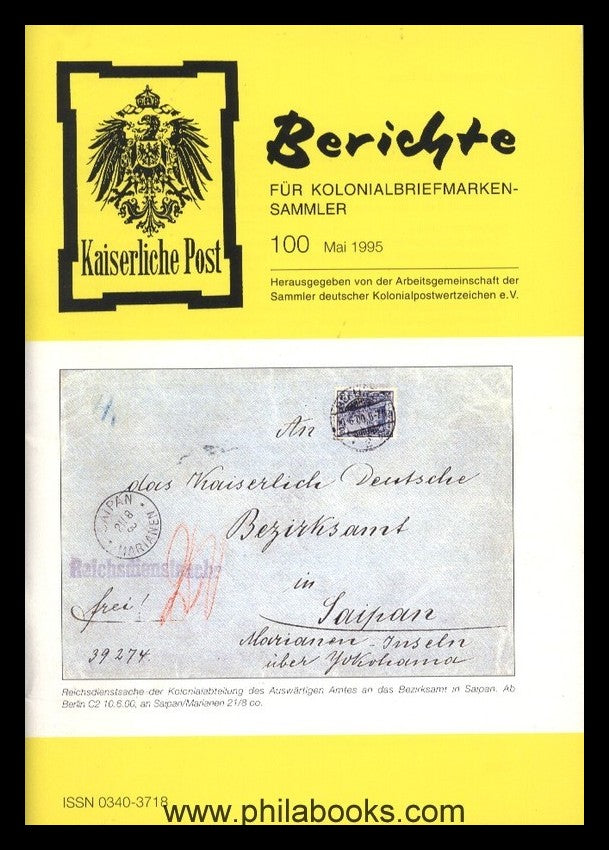 Kaiserliche Post
Berichte
FÜR KOLONIALBRIEFMARKEN-
SAMMLER
100 Mai 1995
Herausgegeben von der Arbeitsgemeinschaft der
Sammler deutscher Kolonialpostwertzeichen e.V.
An
das Kaiserlich Deutsche
Bezirksamt
in
Saipan
Marianen Inseln
über Yokohama
SAIPAN
21/8
MARIANEN
Reichsdienstsache
frei!
39274
Reichsdienstsache der Kolonialabteilung des Auswärtigen Amtes an das Bezirksamt in Saipan. Ab
Berlin C2 10.6.00, an Saipan/Marianen 21/8 00.
ISSN 0340-3718
www.philabooks.com